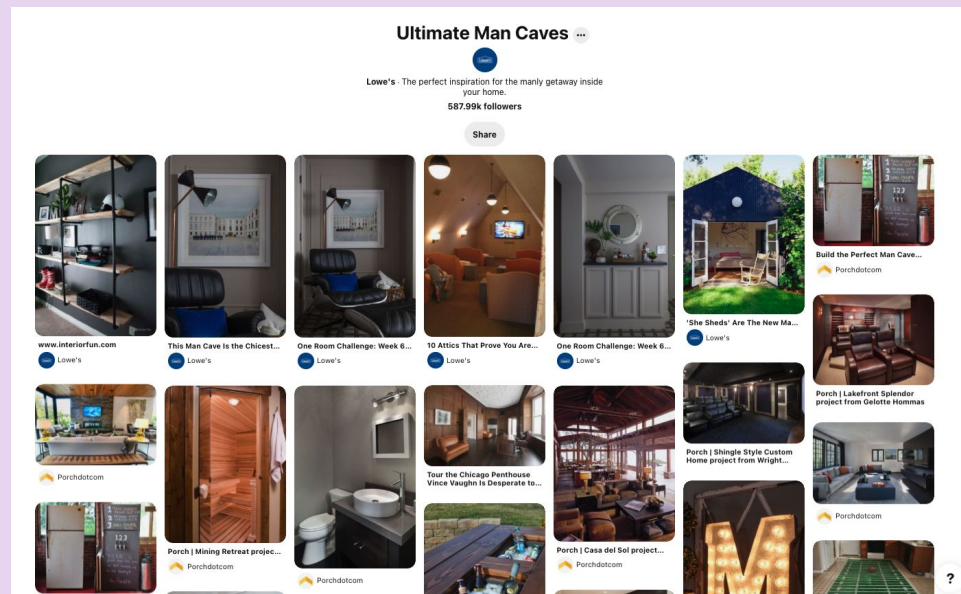 Ultimate Man Caves
Lowe's · The perfect inspiration for the manly getaway inside
your home.
587.99k followers
Share
www.interiorfun.com
Lowe's
This Man Cave Is the Chicest...
Lowe's
One Room Challenge: Week 6...
Lowe's
10 Attics That Prove You Are...
Lowe's
One Room Challenge: Week 6...
Lowe's
'She Sheds' Are The New Ma...
Lowe's
Build the Perfect Man Cave...
Porchdotcom
Porch | Lakefront Splendor
project from Gelotte Hommas
Porchdotcom
Porch | Mining Retreat projec...
Porchdotcom
Porchdotcom
Tour the Chicago Penthouse
Vince Vaughn Is Desperate to...
Porch | Casa del Sol project...
Porchdotcom
Porch | Shingle Style Custom
Home project from Wright...
Porchdotcom
123
123
M
?